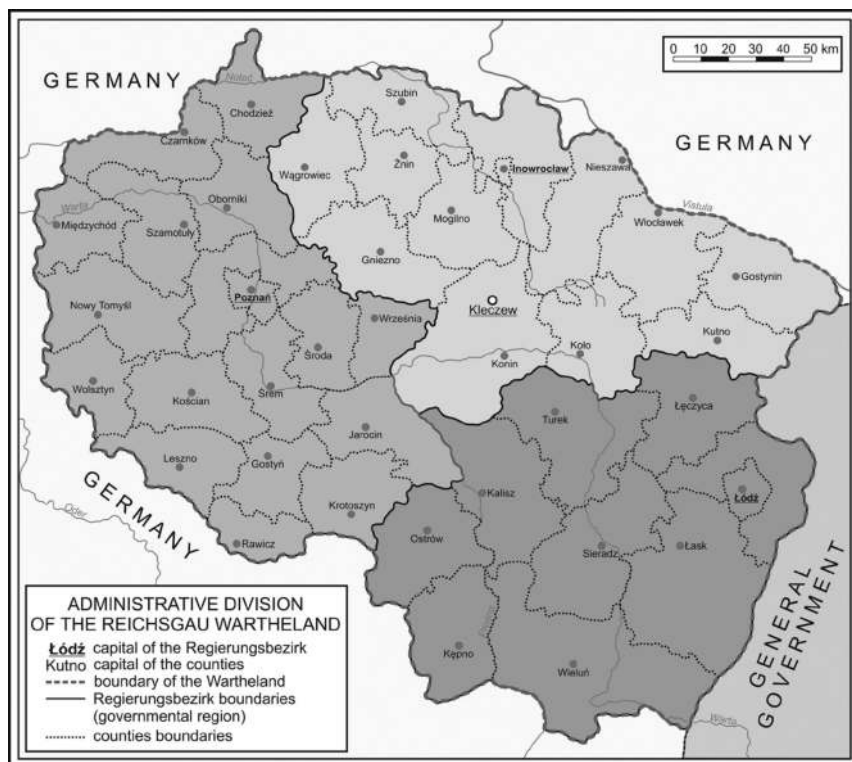 0 10 20 30 40 50 km
GERMANY
Noteć
Chodzież
Szubin
Czarnków
Żnin
Wągrowiec
Inowrocław
Nieszawa
GERMANY
Oborniki
Warta
Międzychód
Szamotuły
Mogilno
Vistula
Włocławek
Gniezno
Gostynin
Poznań
Kleczew
Nowy Tomyśl
Września
Kutno
Środa
Koło
Konin
Wolsztyn
Kościan
Śrem
Łęczyca
Turek
Jarocin
Leszno
Gostyń
Kalisz
Łódź
GERMANY
Oder
Krotoszyn
Ostrów
Rawicz
Sieradz
Łask
Kępno
Wieluń
Warta
GENERAL
GOVERNMENT
ADMINISTRATIVE DIVISION
OF THE REICHSGAU WARTHELAND
Łódź capital of the Regierungsbezirk
Kutno capital of the counties
boundary of the Wartheland
Regierungsbezirk boundaries
(governmental region)
counties boundaries